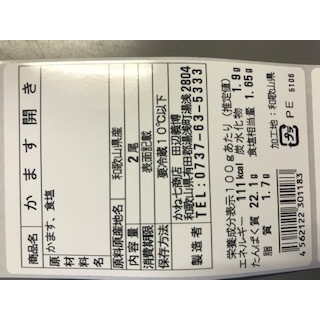 商品名 かます開き
原材料名 かます、食塩
原料原産地名 和歌山県産
内容量 2尾
消費期限 表面記載
保存方法 要冷蔵10℃以下
製造者 かね七商店 田辺義博
和歌山県有田郡湯浅町湯浅2804
TEL:0737-63-5333
栄養成分表示100gあたり(推定値)
エネルギー 111kcal 炭水化物 1.9g
たんぱく質 22.1g 食塩相当量 1.65g
脂質 1.7g
加工地:和歌山県
プラ PE
5106
4562122301183